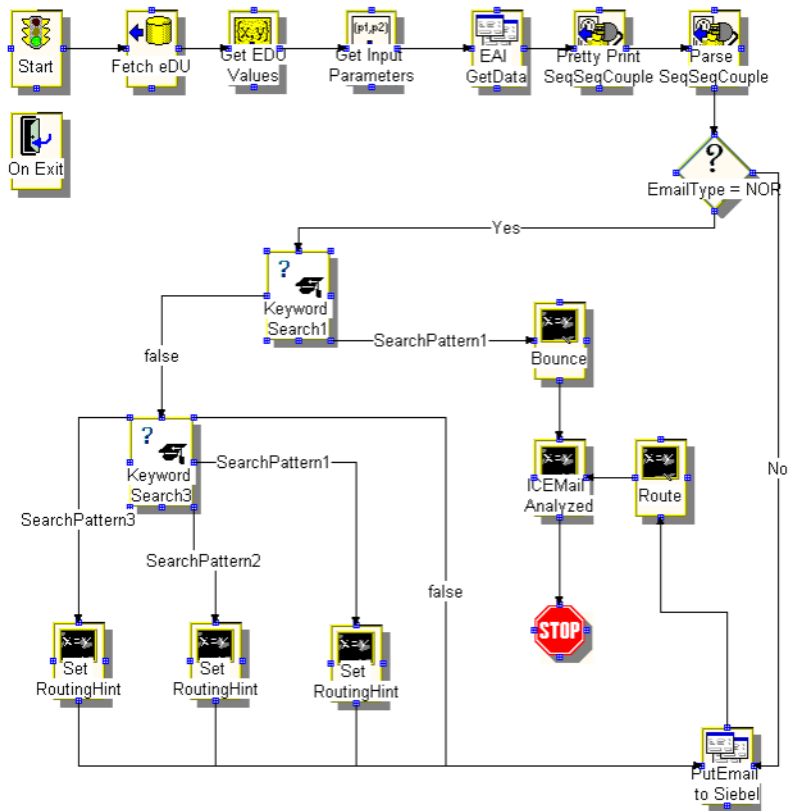 Start
Fetch eDU
{x,y}
Get EDU
Values
(p1,p2)
Get Input
Parameters
EAI
GetData
Pretty Print
SeqSeqCouple
Parse
SeqSeqCouple
On Exit
?
EmailType = NOR
Yes
?
Keyword
Search1
SearchPattern1
Bounce
false
?
Keyword
Search3
SearchPattern1
ICEMail
Analyzed
Route
No
SearchPattern3
SearchPattern2
false
STOP
Set
RoutingHint
Set
RoutingHint
Set
RoutingHint
PutEmail
to Siebel